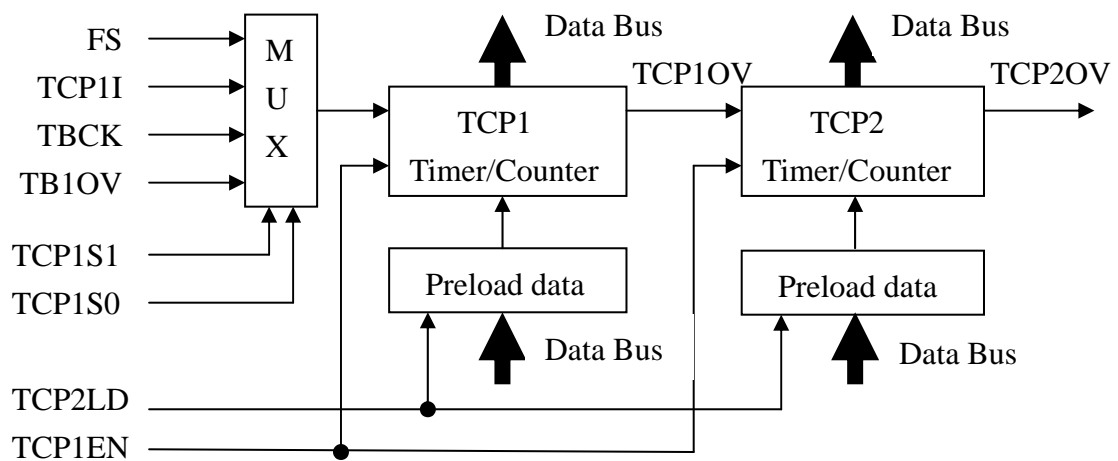 FS
TCP1I
TBCK
TB1OV
TCP1S1
TCP1S0
TCP2LD
TCP1EN
M
U
X
Data Bus
TCP1
Timer/Counter
TCP1OV
Preload data
Data Bus
Data Bus
TCP2
Timer/Counter
TCP2OV
Preload data
Data Bus